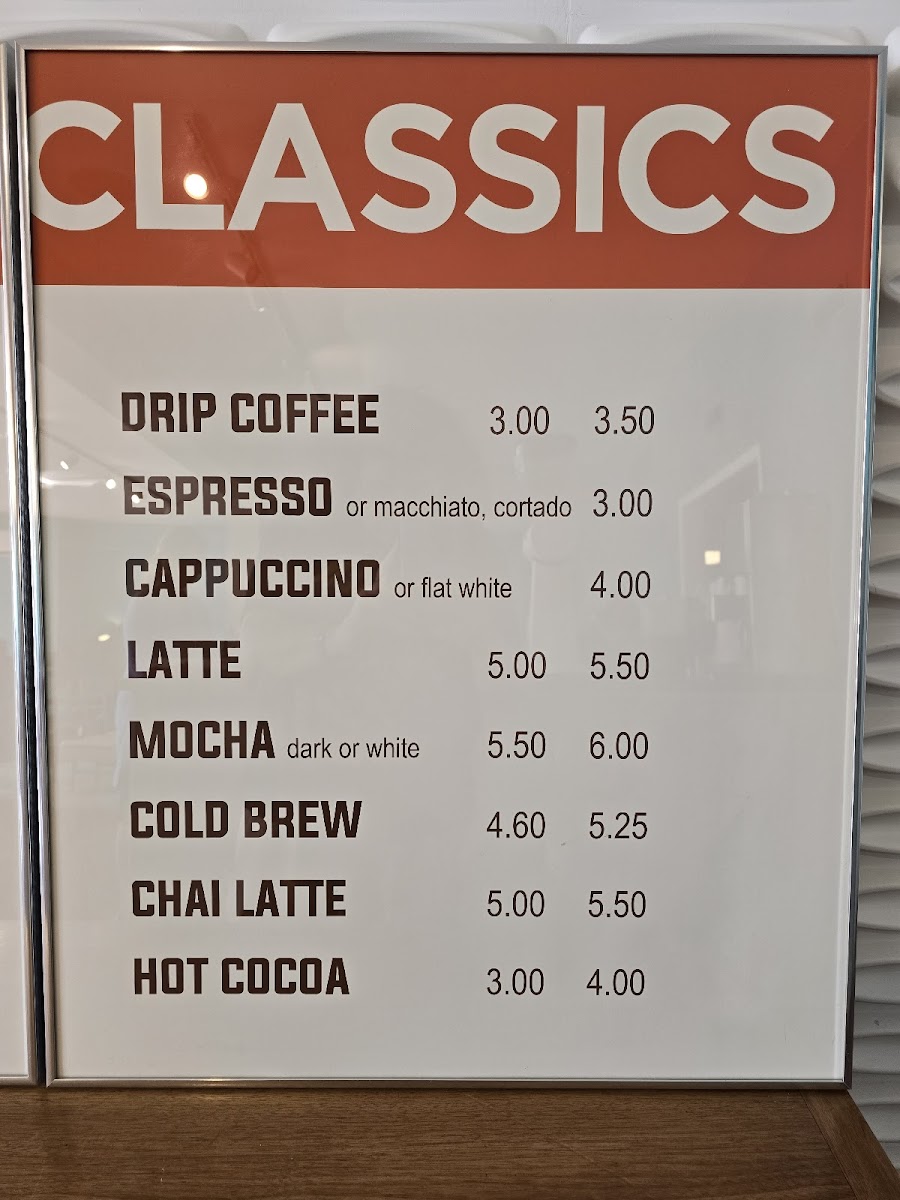 CLASSICS
DRIP COFFEE 3.00 3.50
ESPRESSO or macchiato, cortado 3.00
CAPPUCCINO or flat white 4.00
LATTE 5.00 5.50
MOCHA dark or white 5.50 6.00
COLD BREW 4.60 5.25
CHAI LATTE 5.00 5.50
HOT COCOA 3.00 4.00